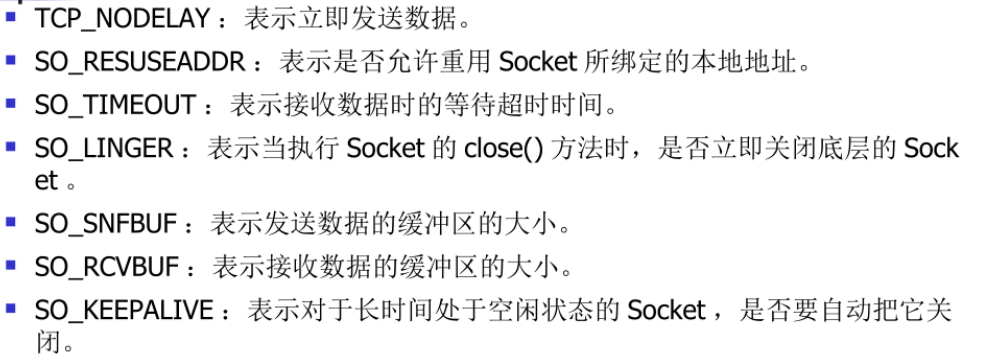 ▪ TCP_NODELAY ：表示立即发送数据。
▪ SO_RESUSEADDR ：表示是否允许重用 Socket 所绑定的本地地址。
▪ SO_TIMEOUT ：表示接收数据时的等待超时时间。
▪ SO_LINGER ：表示当执行 Socket 的 close() 方法时，是否立即关闭底层的 Sock
et 。
▪ SO_SNFBUF ：表示发送数据的缓冲区的大小。
▪ SO_RCVBUF ：表示接收数据的缓冲区的大小。
▪ SO_KEEPALIVE ：表示对于长时间处于空闲状态的 Socket ，是否要自动把它关
闭。